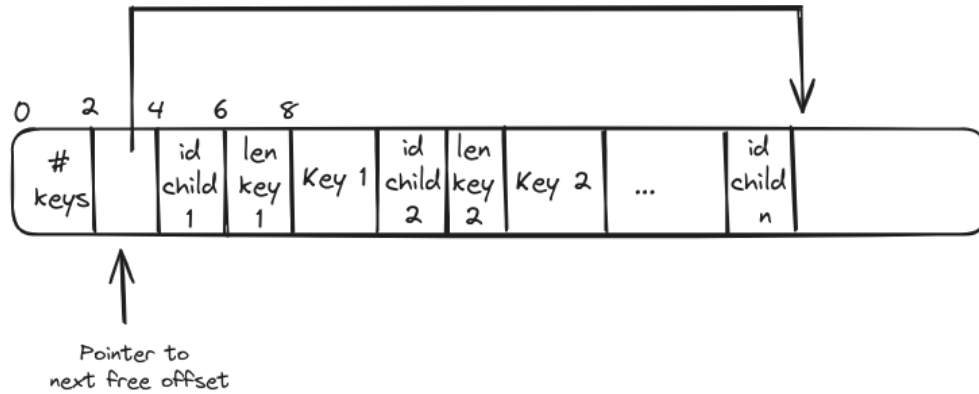 0
2
4
6
8
#
keys
id
child
1
len
key
1
Key 1
id
child
2
len
key
2
Key 2
...
id
child
n
Pointer to
next free offset